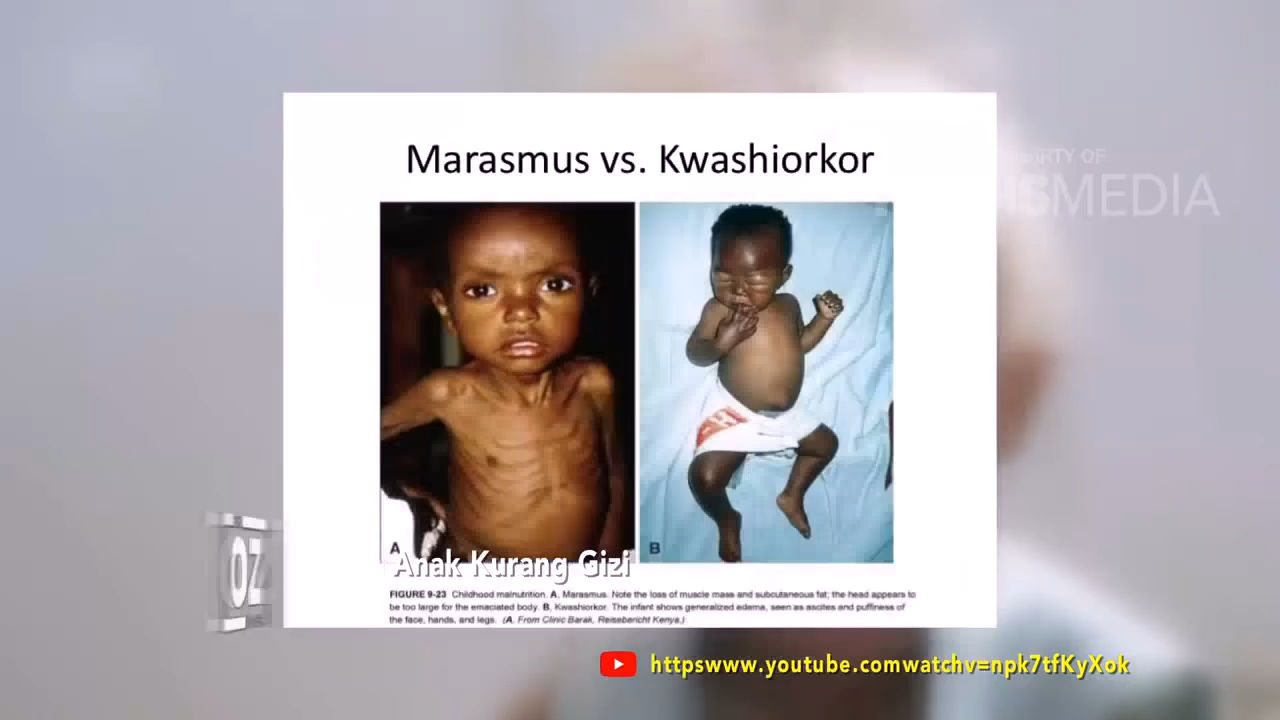 Marasmus vs. Kwashiorkor
OF
MEDIA
A
B
Anak Kurang Gizi
OZ
FIGURE 9-23 Childhood malnutrition. A, Marasmus. Note the loss of muscle mass and subcutaneous fat; the head appears to
be too large for the emaciated body. B, Kwashiorkor. The infant shows generalized edema, seen as ascites and puffiness of
the face, hands, and legs. (A, From Clinic Barak, Reisebericht Kenya.)
httpswww.youtube.comwatchv=npk7tfKyXok